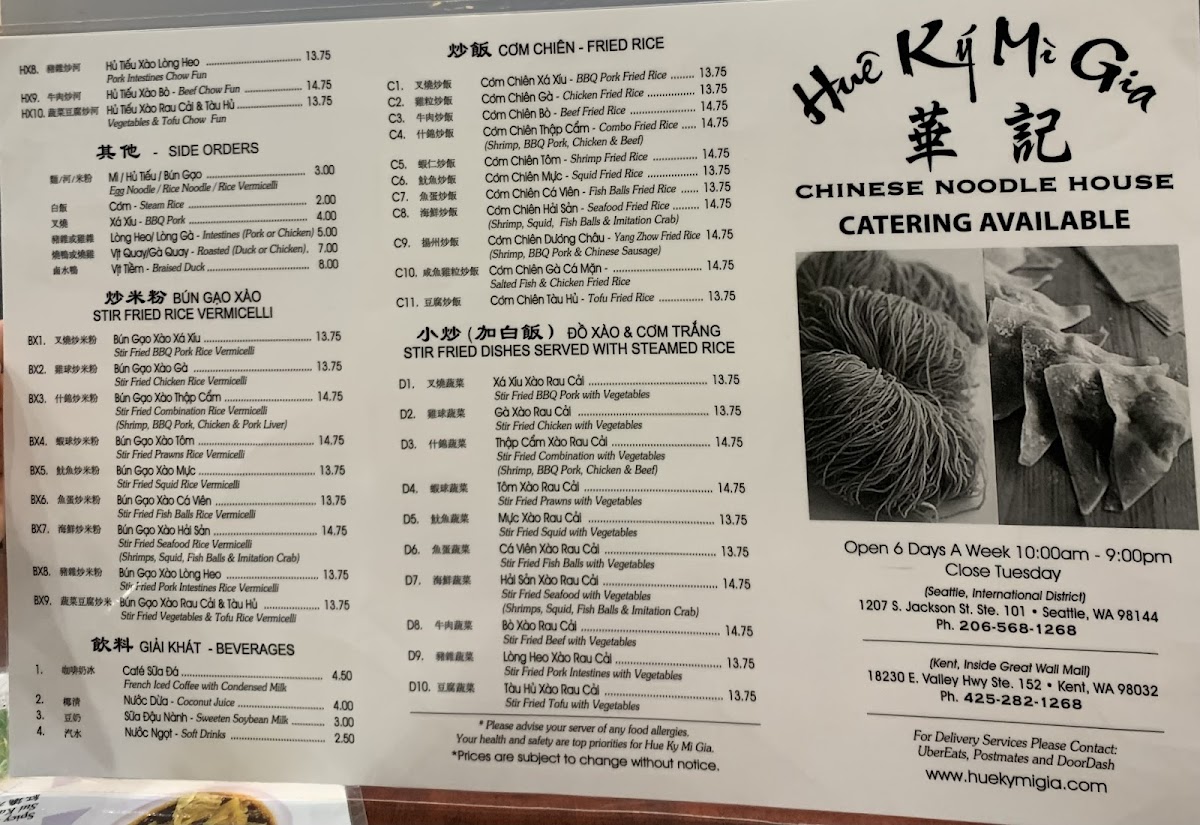 HX8. 豬雜炒河 Hủ Tiếu Xào Lòng Heo 13.75
Pork Intestines Chow Fun
HX9. 牛肉炒河 Hủ Tiếu Xào Bò - Beef Chow Fun 14.75
HX10. 蔬菜豆腐炒河 Hủ Tiếu Xào Rau Cải & Tàu Hủ 13.75
Vegetables & Tofu Chow Fun
其他 - SIDE ORDERS
麵/河/米粉 Mì / Hủ Tiếu / Bún Gạo 3.00
Egg Noodle / Rice Noodle / Rice Vermicelli
白飯 Cơm - Steam Rice 2.00
叉燒 Xá Xíu - BBQ Pork 4.00
豬雜或雞雜 Lòng Heo/ Lòng Gà - Intestines (Pork or Chicken) 5.00
燒鴨或燒雞 Vịt Quay/Gà Quay - Roasted (Duck or Chicken). 7.00
鹵水鴨 Vịt Tiềm - Braised Duck 8.00
炒米粉 BÚN GẠO XÀO
STIR FRIED RICE VERMICELLI
BX1. 叉燒炒米粉 Bún Gạo Xào Xá Xíu 13.75
Stir Fried BBQ Pork Rice Vermicelli
BX2. 雞球炒米粉 Bún Gạo Xào Gà 13.75
Stir Fried Chicken Rice Vermicelli
BX3. 什錦炒米粉 Bún Gạo Xào Thập Cẩm 14.75
Stir Fried Combination Rice Vermicelli
(Shrimp, BBQ Pork, Chicken & Pork Liver)
BX4. 蝦球炒米粉 Bún Gạo Xào Tôm 14.75
Stir Fried Prawns Rice Vermicelli
BX5. 魷魚炒米粉 Bún Gạo Xào Mực 13.75
Stir Fried Squid Rice Vermicelli
BX6. 魚蛋炒米粉 Bún Gạo Xào Cá Viên 13.75
Stir Fried Fish Balls Rice Vermicelli
BX7. 海鮮炒米粉 Bún Gạo Xào Hải Sản 14.75
Stir Fried Seafood Rice Vermicelli
(Shrimps, Squid, Fish Balls & Imitation Crab)
BX8. 豬雜炒米粉 Bún Gạo Xào Lòng Heo 13.75
Stir Fried Pork Intestines Rice Vermicelli
BX9. 蔬菜豆腐炒米 Bún Gạo Xào Rau Cải & Tàu Hủ 13.75
Stir Fried Vegetables & Tofu Rice Vermicelli
飲料 GIẢI KHÁT - BEVERAGES
1. 咖啡奶冰 Café Sữa Đá 4.50
French Iced Coffee with Condensed Milk
2. 椰清 Nước Dừa - Coconut Juice 4.00
3. 豆奶 Sữa Đậu Nành - Sweeten Soybean Milk 3.00
4. 汽水 Nước Ngọt - Soft Drinks 2.50
炒飯 CƠM CHIÊN - FRIED RICE
C1. 叉燒炒飯 Cơm Chiên Xá Xíu - BBQ Pork Fried Rice 13.75
C2. 雞粒炒飯 Cơm Chiên Gà - Chicken Fried Rice 13.75
C3. 牛肉炒飯 Cơm Chiên Bò - Beef Fried Rice 14.75
C4. 什錦炒飯 Cơm Chiên Thập Cẩm - Combo Fried Rice 14.75
(Shrimp, BBQ Pork, Chicken & Beef)
C5. 蝦仁炒飯 Cơm Chiên Tôm - Shrimp Fried Rice 14.75
C6. 魷魚炒飯 Cơm Chiên Mực - Squid Fried Rice 13.75
C7. 魚蛋炒飯 Cơm Chiên Cá Viên - Fish Balls Fried Rice 13.75
C8. 海鮮炒飯 Cơm Chiên Hải Sản - Seafood Fried Rice 14.75
(Shrimp, Squid, Fish Balls & Imitation Crab)
C9. 揚州炒飯 Cơm Chiên Dương Châu - Yang Zhow Fried Rice 14.75
(Shrimp, BBQ Pork & Chinese Sausage)
C10. 咸魚雞粒炒飯 Cơm Chiên Gà Cá Mặn - 14.75
Salted Fish & Chicken Fried Rice
C11. 豆腐炒飯 Cơm Chiên Tàu Hủ - Tofu Fried Rice 13.75
小炒 (加白飯) ĐỒ XÀO & CƠM TRẮNG
STIR FRIED DISHES SERVED WITH STEAMED RICE
D1. 叉燒蔬菜 Xá Xíu Xào Rau Cải 13.75
Stir Fried BBQ Pork with Vegetables
D2. 雞球蔬菜 Gà Xào Rau Cải 13.75
Stir Fried Chicken with Vegetables
D3. 什錦蔬菜 Thập Cẩm Xào Rau Cải 14.75
Stir Fried Combination with Vegetables
(Shrimp, BBQ Pork, Chicken & Beef)
D4. 蝦球蔬菜 Tôm Xào Rau Cải 14.75
Stir Fried Prawns with Vegetables
D5. 魷魚蔬菜 Mực Xào Rau Cải 13.75
Stir Fried Squid with Vegetables
D6. 魚蛋蔬菜 Cá Viên Xào Rau Cải 13.75
Stir Fried Fish Balls with Vegetables
D7. 海鮮蔬菜 Hải Sản Xào Rau Cải 14.75
Stir Fried Seafood with Vegetables
(Shrimps, Squid, Fish Balls & Imitation Crab)
D8. 牛肉蔬菜 Bò Xào Rau Cải 14.75
Stir Fried Beef with Vegetables
D9. 豬雜蔬菜 Lòng Heo Xào Rau Cải 13.75
Stir Fried Pork Intestines with Vegetables
D10. 豆腐蔬菜 Tàu Hủ Xào Rau Cải 13.75
Stir Fried Tofu with Vegetables
* Please advise your server of any food allergies.
Your health and safety are top priorities for Hue Ky Mi Gia.
*Prices are subject to change without notice.
Huê Ký Mì Gia
華記
CHINESE NOODLE HOUSE
CATERING AVAILABLE
Open 6 Days A Week 10:00am - 9:00pm
Close Tuesday
(Seattle, International District)
1207 S. Jackson St. Ste. 101 • Seattle, WA 98144
Ph. 206-568-1268
(Kent, Inside Great Wall Mall)
18230 E. Valley Hwy Ste. 152 • Kent, WA 98032
Ph. 425-282-1268
For Delivery Services Please Contact:
UberEats, Postmates and DoorDash
www.huekymigia.com